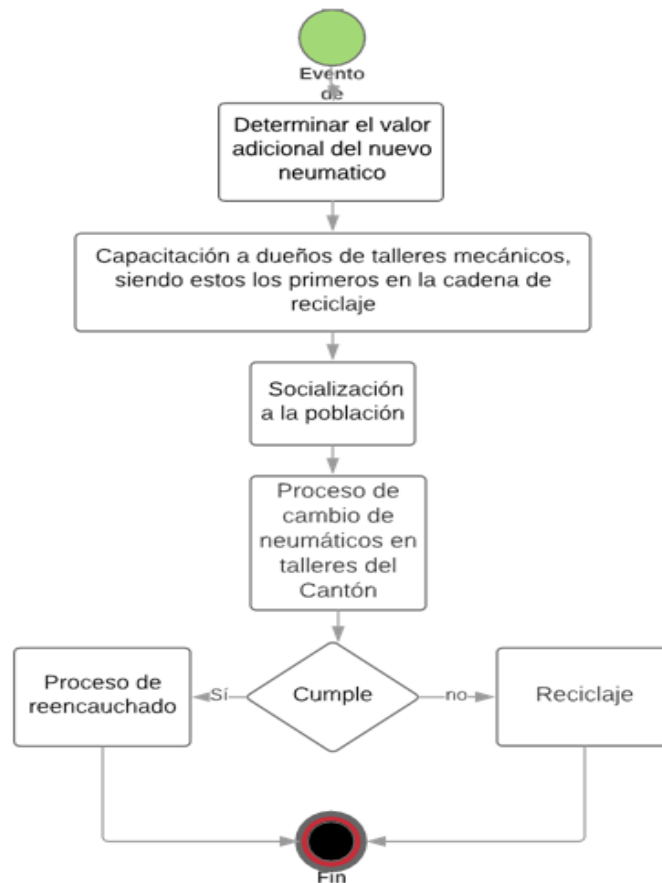 Evento
de
Determinar el valor
adicional del nuevo
neumatico
Capacitación a dueños de talleres mecánicos,
siendo estos los primeros en la cadena de
reciclaje
Socialización
a la población
Proceso de
cambio de
neumáticos en
talleres del
Cantón
Proceso de
reencauchado
Sí
Cumple
no
Reciclaje
Fin